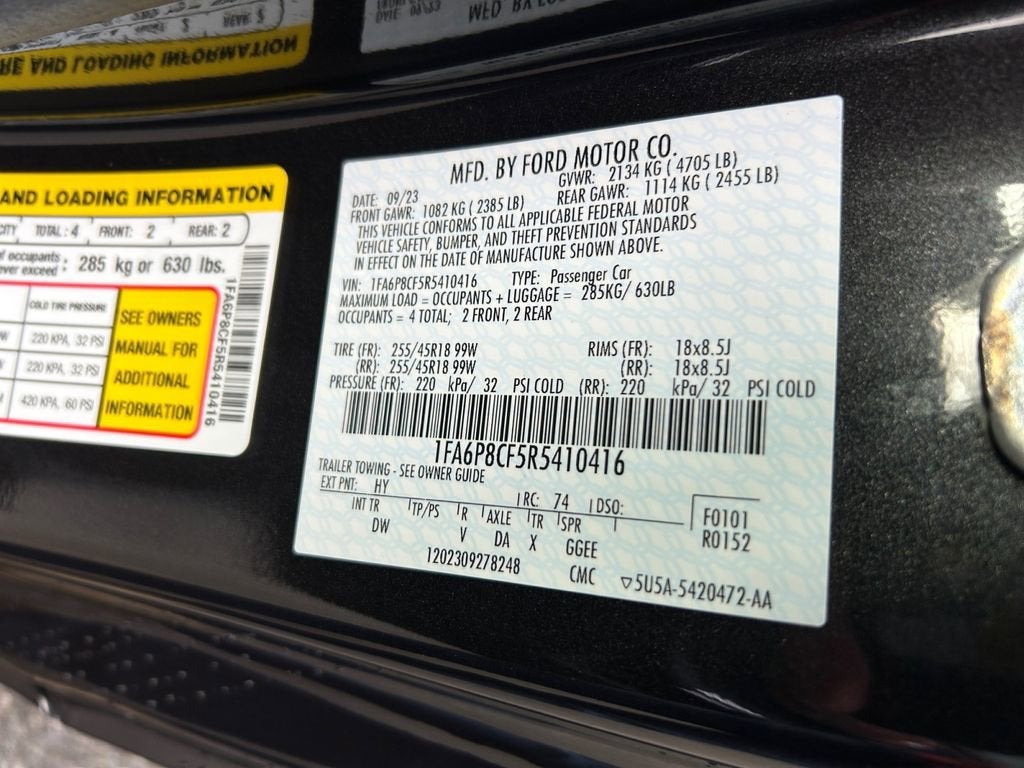 RE AND LOADING INFORMATION
REAR: $
DATE: 09/23
AND LOADING INFORMATION
CITY TOTAL: 4 FRONT: 2 REAR: 2
of occupants
ever exceed : 285 kg or 630 lbs.
COLD TIRE PRESSURE
220 KPA, 32 PSI
220 KPA, 32 PSI
420 KPA, 60 PSI
SEE OWNERS
MANUAL FOR
ADDITIONAL
INFORMATION
1FA6P8CF5R5410416
MFD. BY FORD MOTOR CO.
DATE: 09/23 GVWR: 2134 KG ( 4705 LB)
FRONT GAWR: 1082 KG ( 2385 LB) REAR GAWR: 1114 KG ( 2455 LB)
THIS VEHICLE CONFORMS TO ALL APPLICABLE FEDERAL MOTOR
VEHICLE SAFETY, BUMPER, AND THEFT PREVENTION STANDARDS
IN EFFECT ON THE DATE OF MANUFACTURE SHOWN ABOVE.
VIN: 1FA6P8CF5R5410416 TYPE: Passenger Car
MAXIMUM LOAD = OCCUPANTS + LUGGAGE = 285KG/ 630LB
OCCUPANTS = 4 TOTAL; 2 FRONT, 2 REAR
TIRE (FR): 255/45R18 99W RIMS (FR): 18x8.5J
(RR): 255/45R18 99W (RR): 18x8.5J
PRESSURE (FR): 220 kPa/ 32 PSI COLD (RR): 220 kPa/ 32 PSI COLD
1FA6P8CF5R5410416
TRAILER TOWING - SEE OWNER GUIDE
EXT PNT: HY RC: 74 DSO:
INT TR TP/PS R AXLE TR SPR
DW V DA X GGEE
F0101
R0152
1202309278248 CMC ▽5U5A-5420472-AA